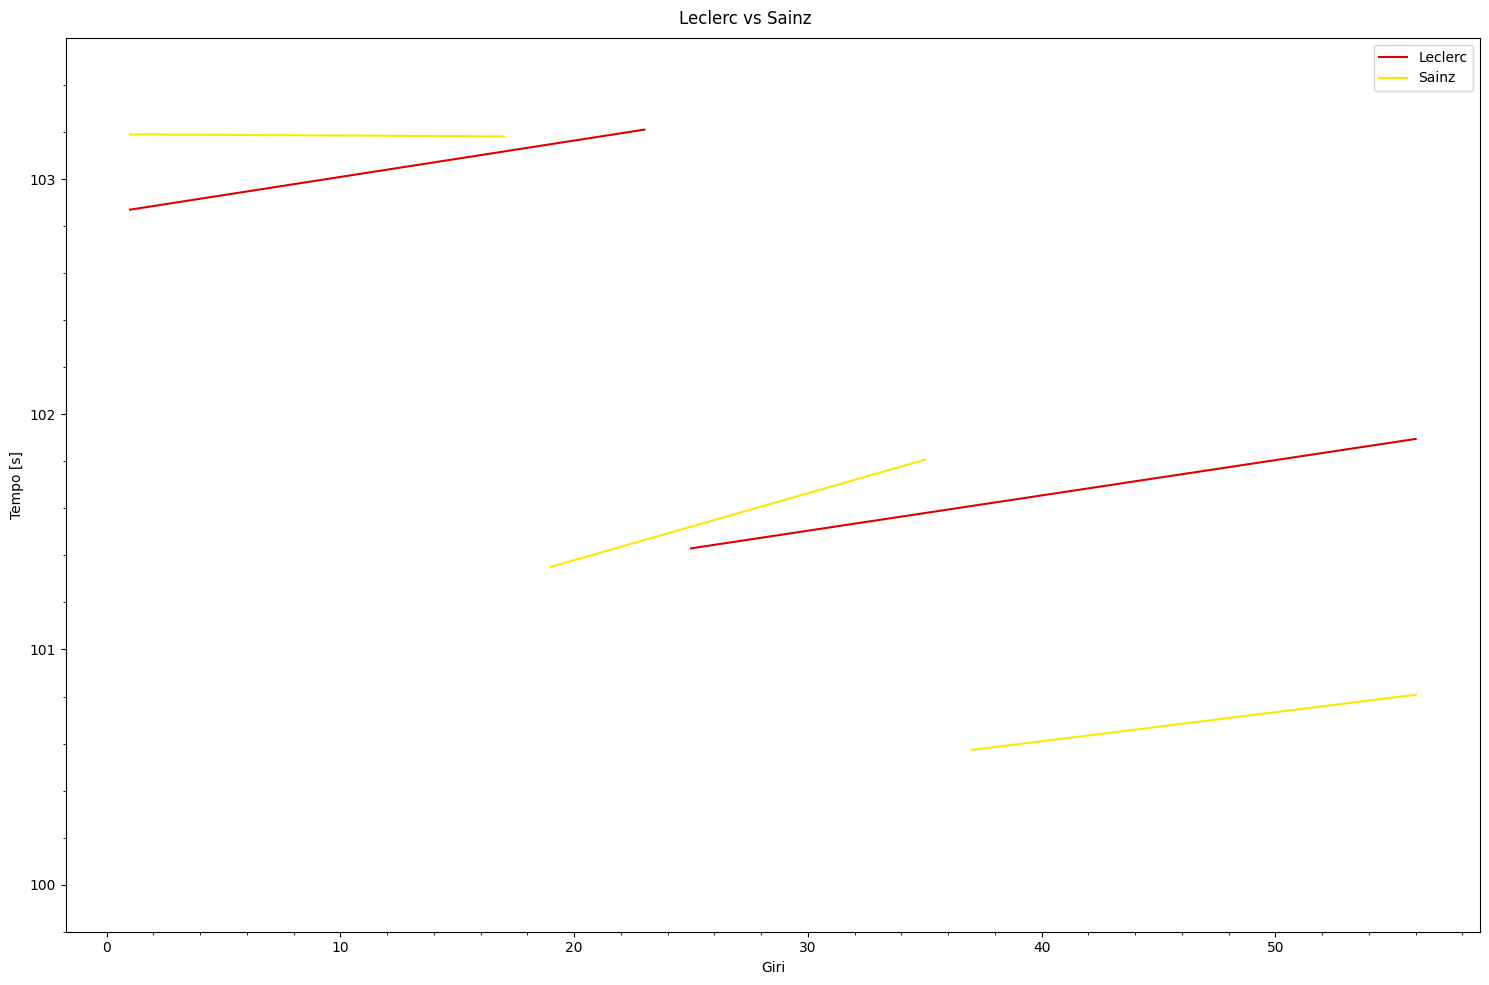 Leclerc vs Sainz
Leclerc
Sainz
103
102
101
100
Tempo [s]
0 10 20 30 40 50
Giri